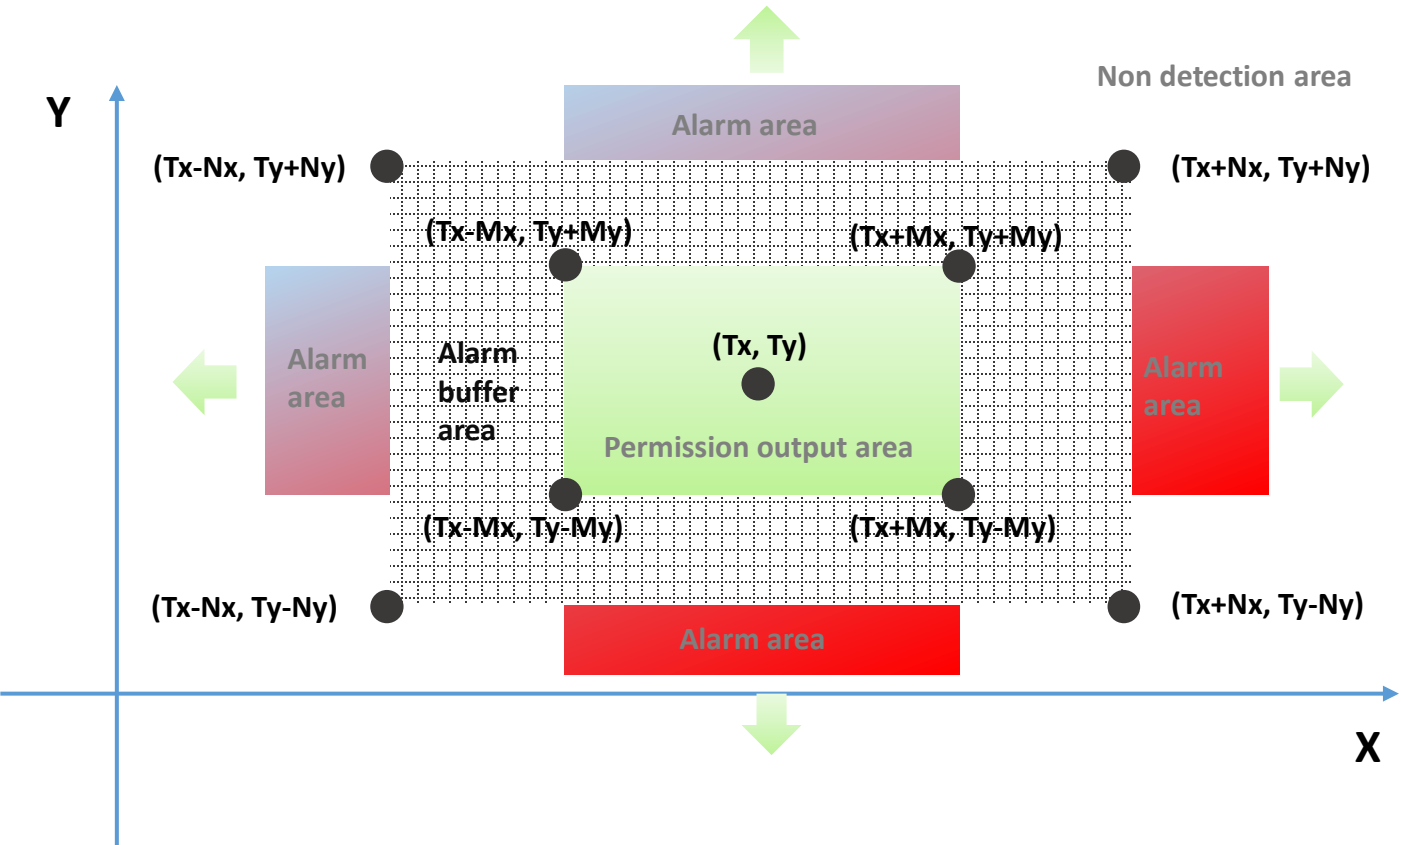 Non detection area
Y
Alarm area
(Tx-Nx, Ty+Ny)
(Tx+Nx, Ty+Ny)
(Tx-Mx, Ty+My)
(Tx+Mx, Ty+My)
(Tx, Ty)
Alarm
area
Alarm
buffer
area
Alarm
area
Permission output area
(Tx-Mx, Ty-My)
(Tx+Mx, Ty-My)
(Tx-Nx, Ty-Ny)
(Tx+Nx, Ty-Ny)
Alarm area
X